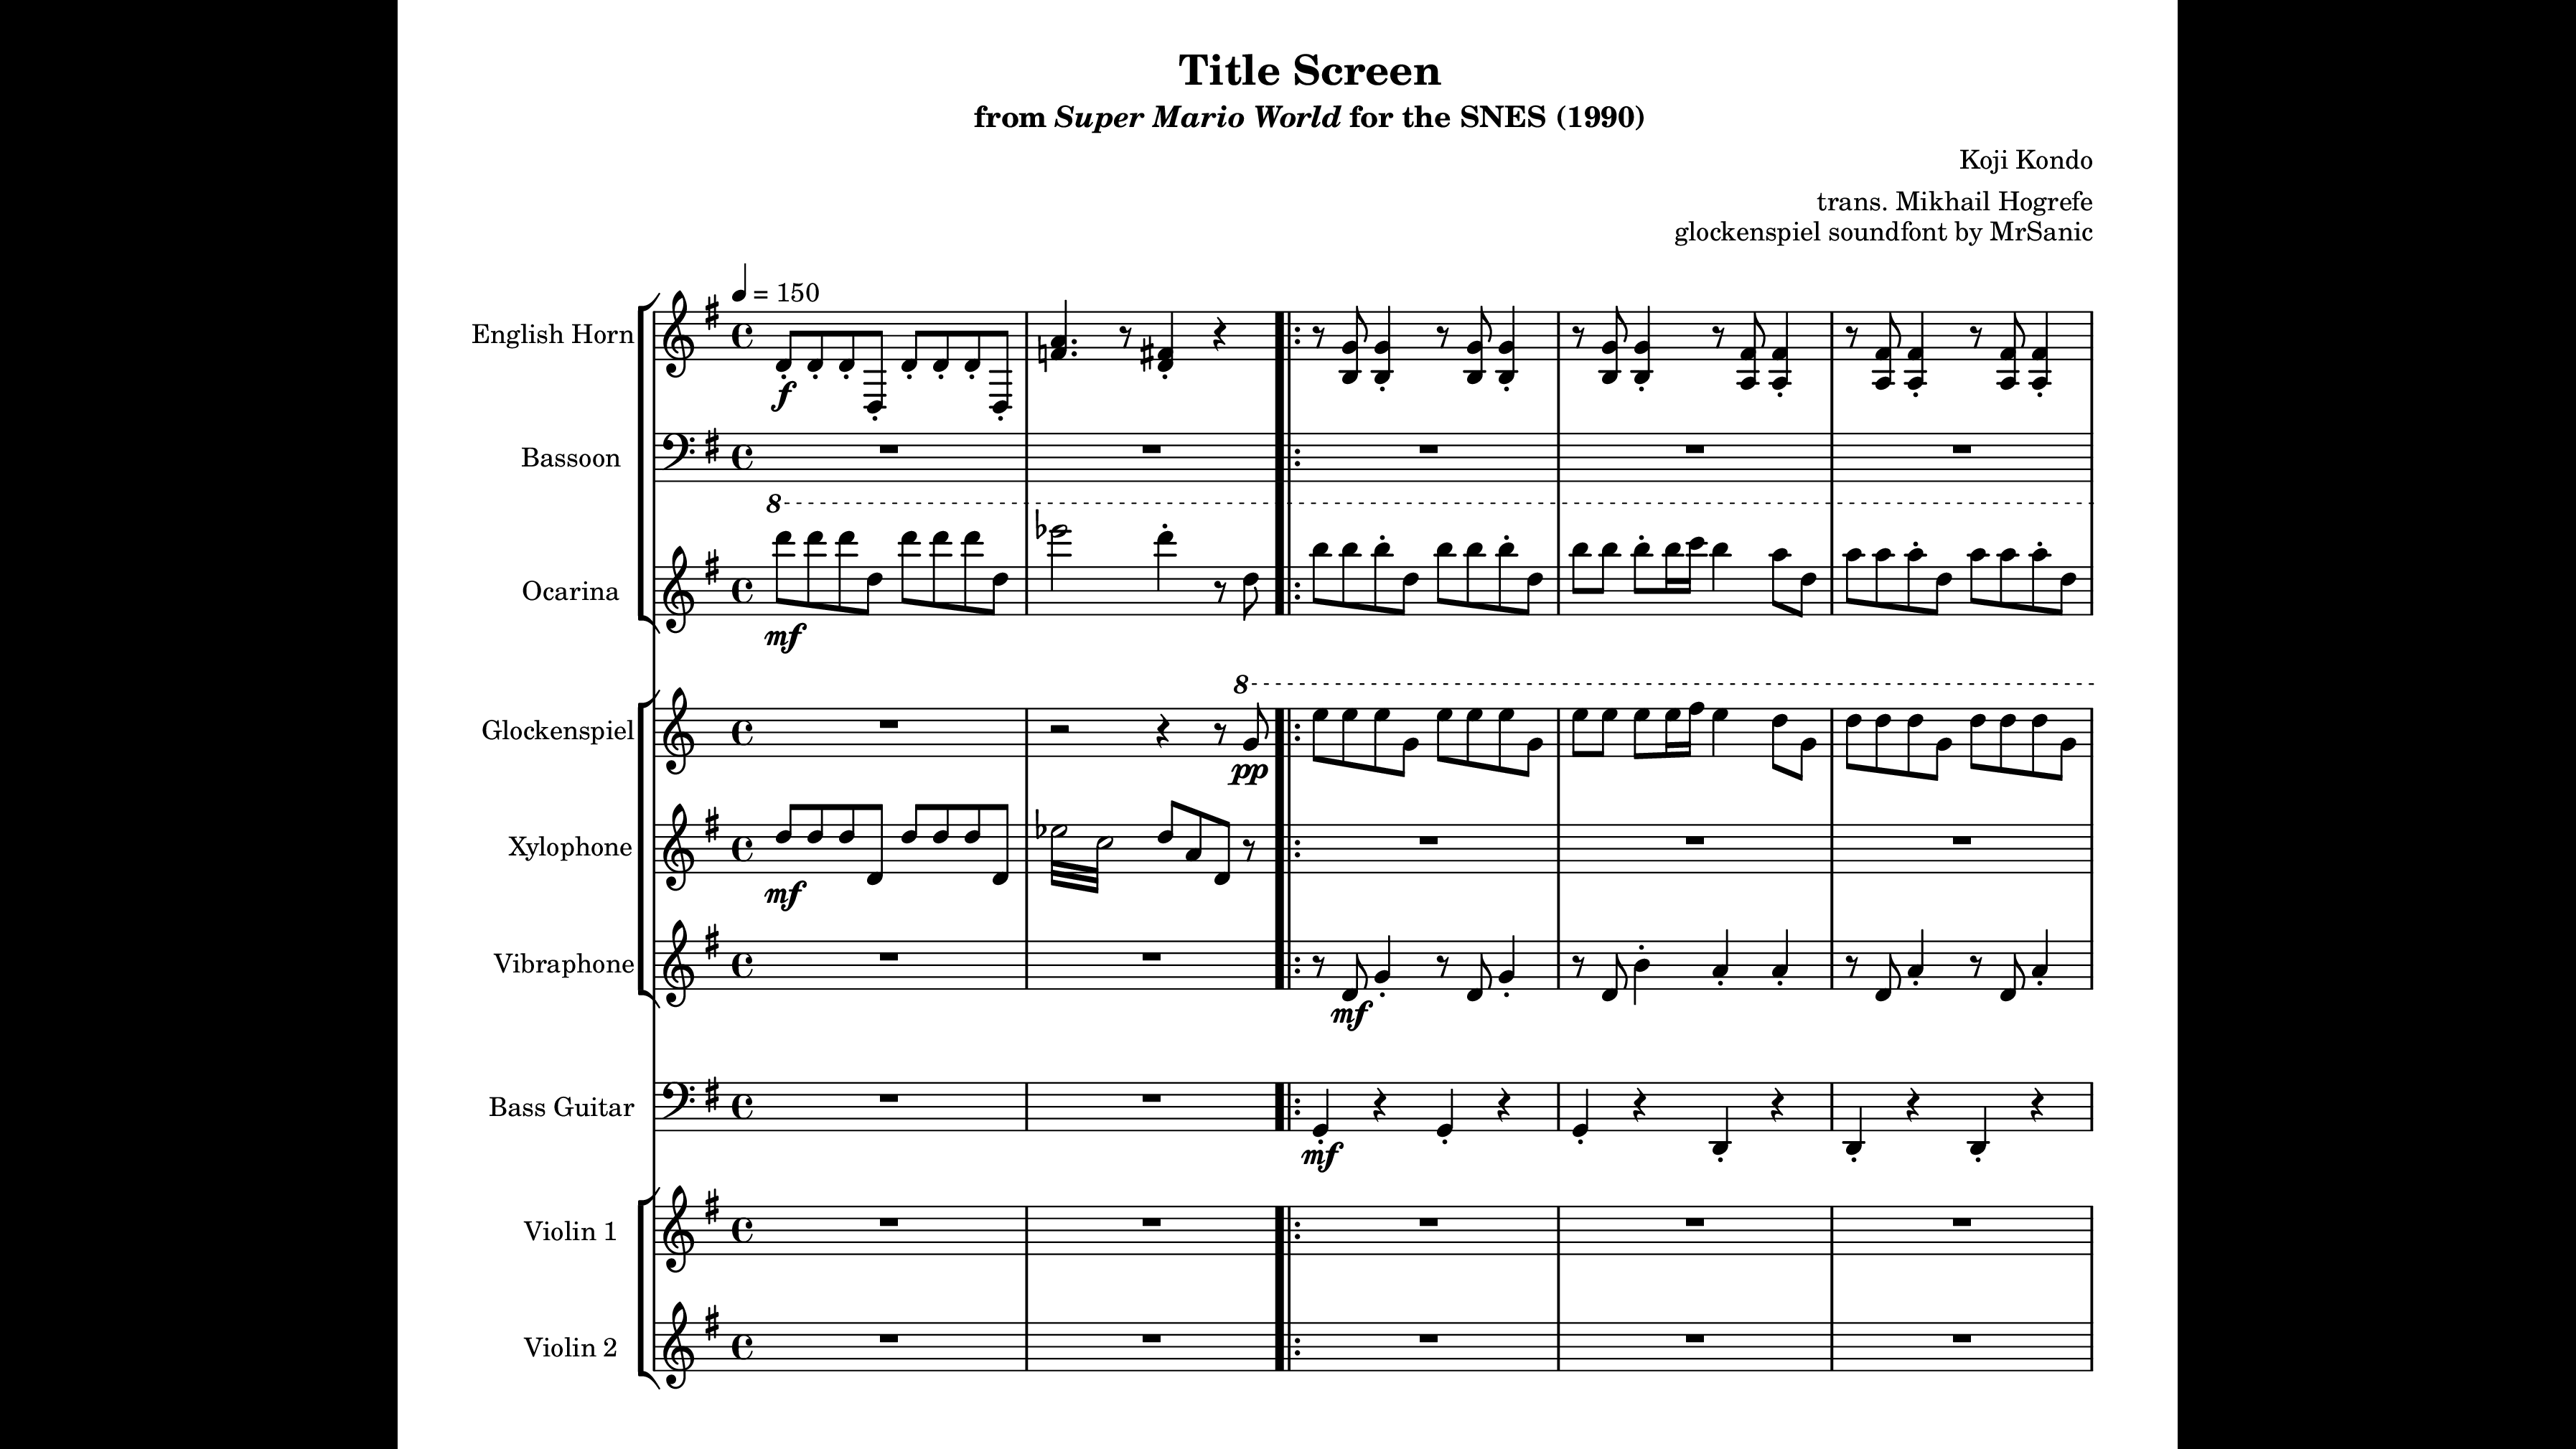 Title Screen
from Super Mario World for the SNES (1990)
Koji Kondo
trans. Mikhail Hogrefe
glockenspiel soundfont by MrSanic
= 150
English Horn
f
Bassoon
8
Ocarina
mf
8
Glockenspiel
pp
Xylophone
mf
Vibraphone
mf
Bass Guitar
mf
Violin 1
Violin 2